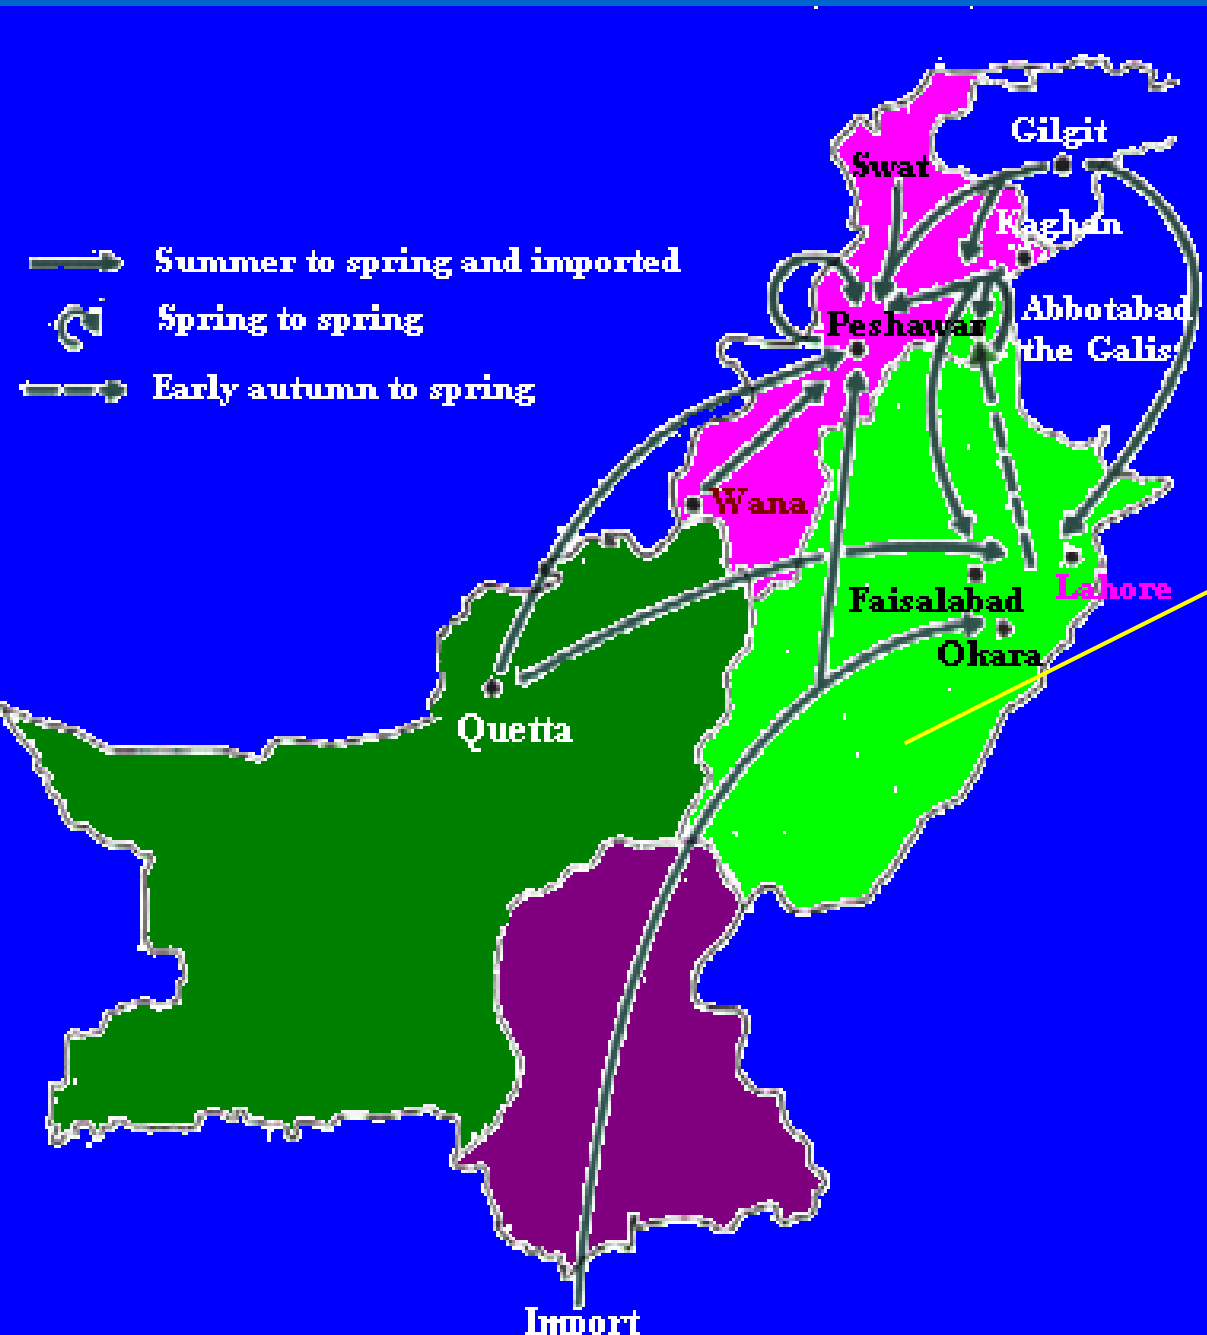 Gilgit
Swat
Kaghan
Summer to spring and imported
Abbotabad
Spring to spring
Peshawar
the Galis
Early autumn to spring
Wana
Lahore
Faisalabad
Okara
Quetta
Import